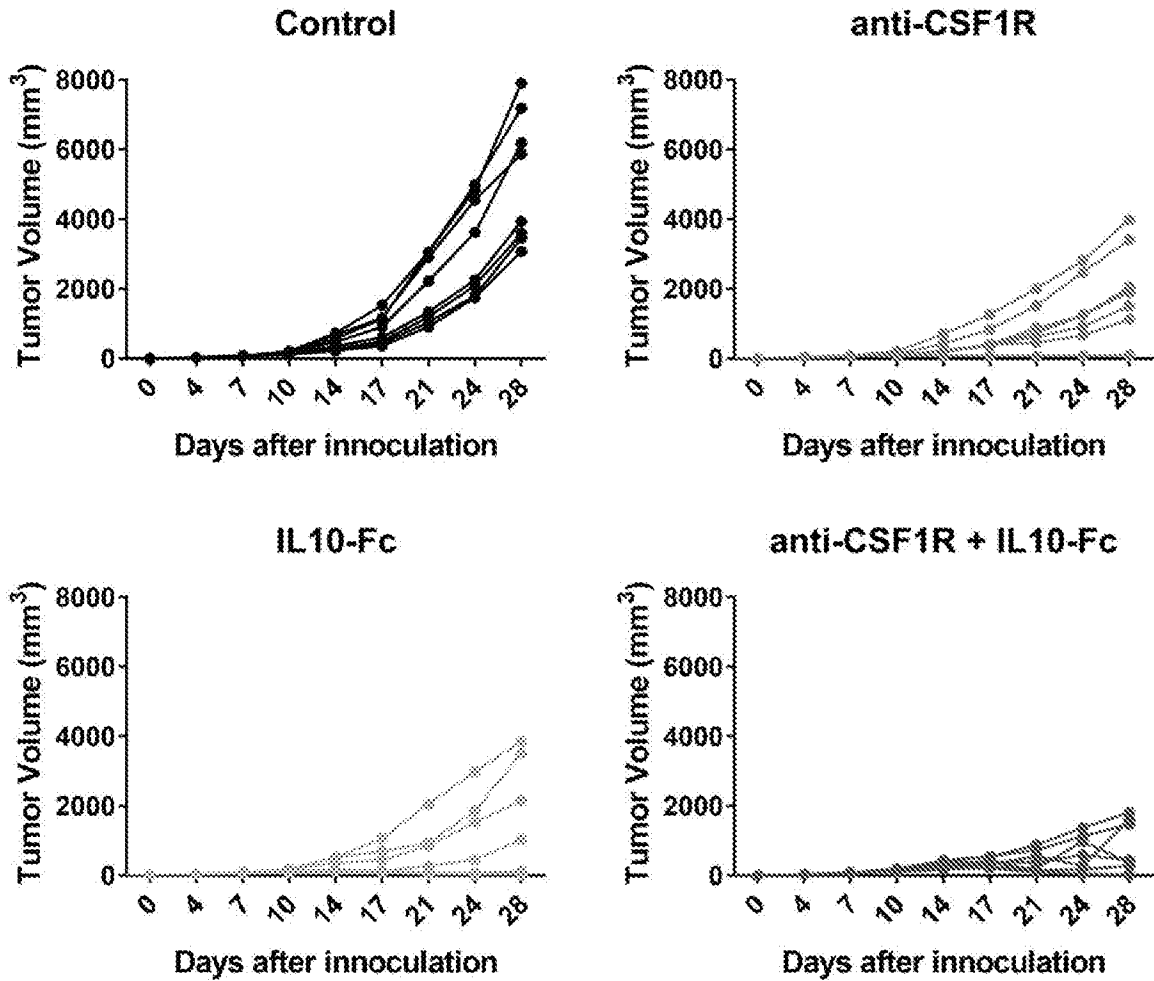 Control
Tumor Volume (mm³)
8000
6000
4000
2000
0
0 4 7 10 14 17 21 24 28
Days after innoculation
anti-CSF1R
Tumor Volume (mm³)
8000
6000
4000
2000
0
0 4 7 10 14 17 21 24 28
Days after innoculation
IL10-Fc
Tumor Volume (mm³)
8000
6000
4000
2000
0
0 4 7 10 14 17 21 24 28
Days after innoculation
anti-CSF1R + IL10-Fc
Tumor Volume (mm³)
8000
6000
4000
2000
0
0 4 7 10 14 17 21 24 28
Days after innoculation